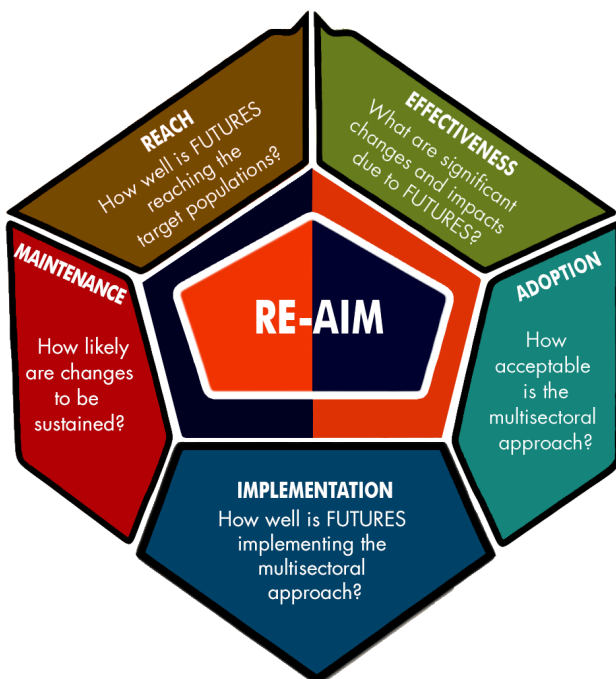 REACH
How well is FUTURES
reaching the
target populations?
EFFECTIVENESS
What are significant
changes and impacts
due to FUTURES?
MAINTENANCE
How likely
are changes
to be
sustained?
RE-AIM
ADOPTION
How
acceptable
is the
multisectoral
approach?
IMPLEMENTATION
How well is FUTURES
implementing the
multisectoral
approach?